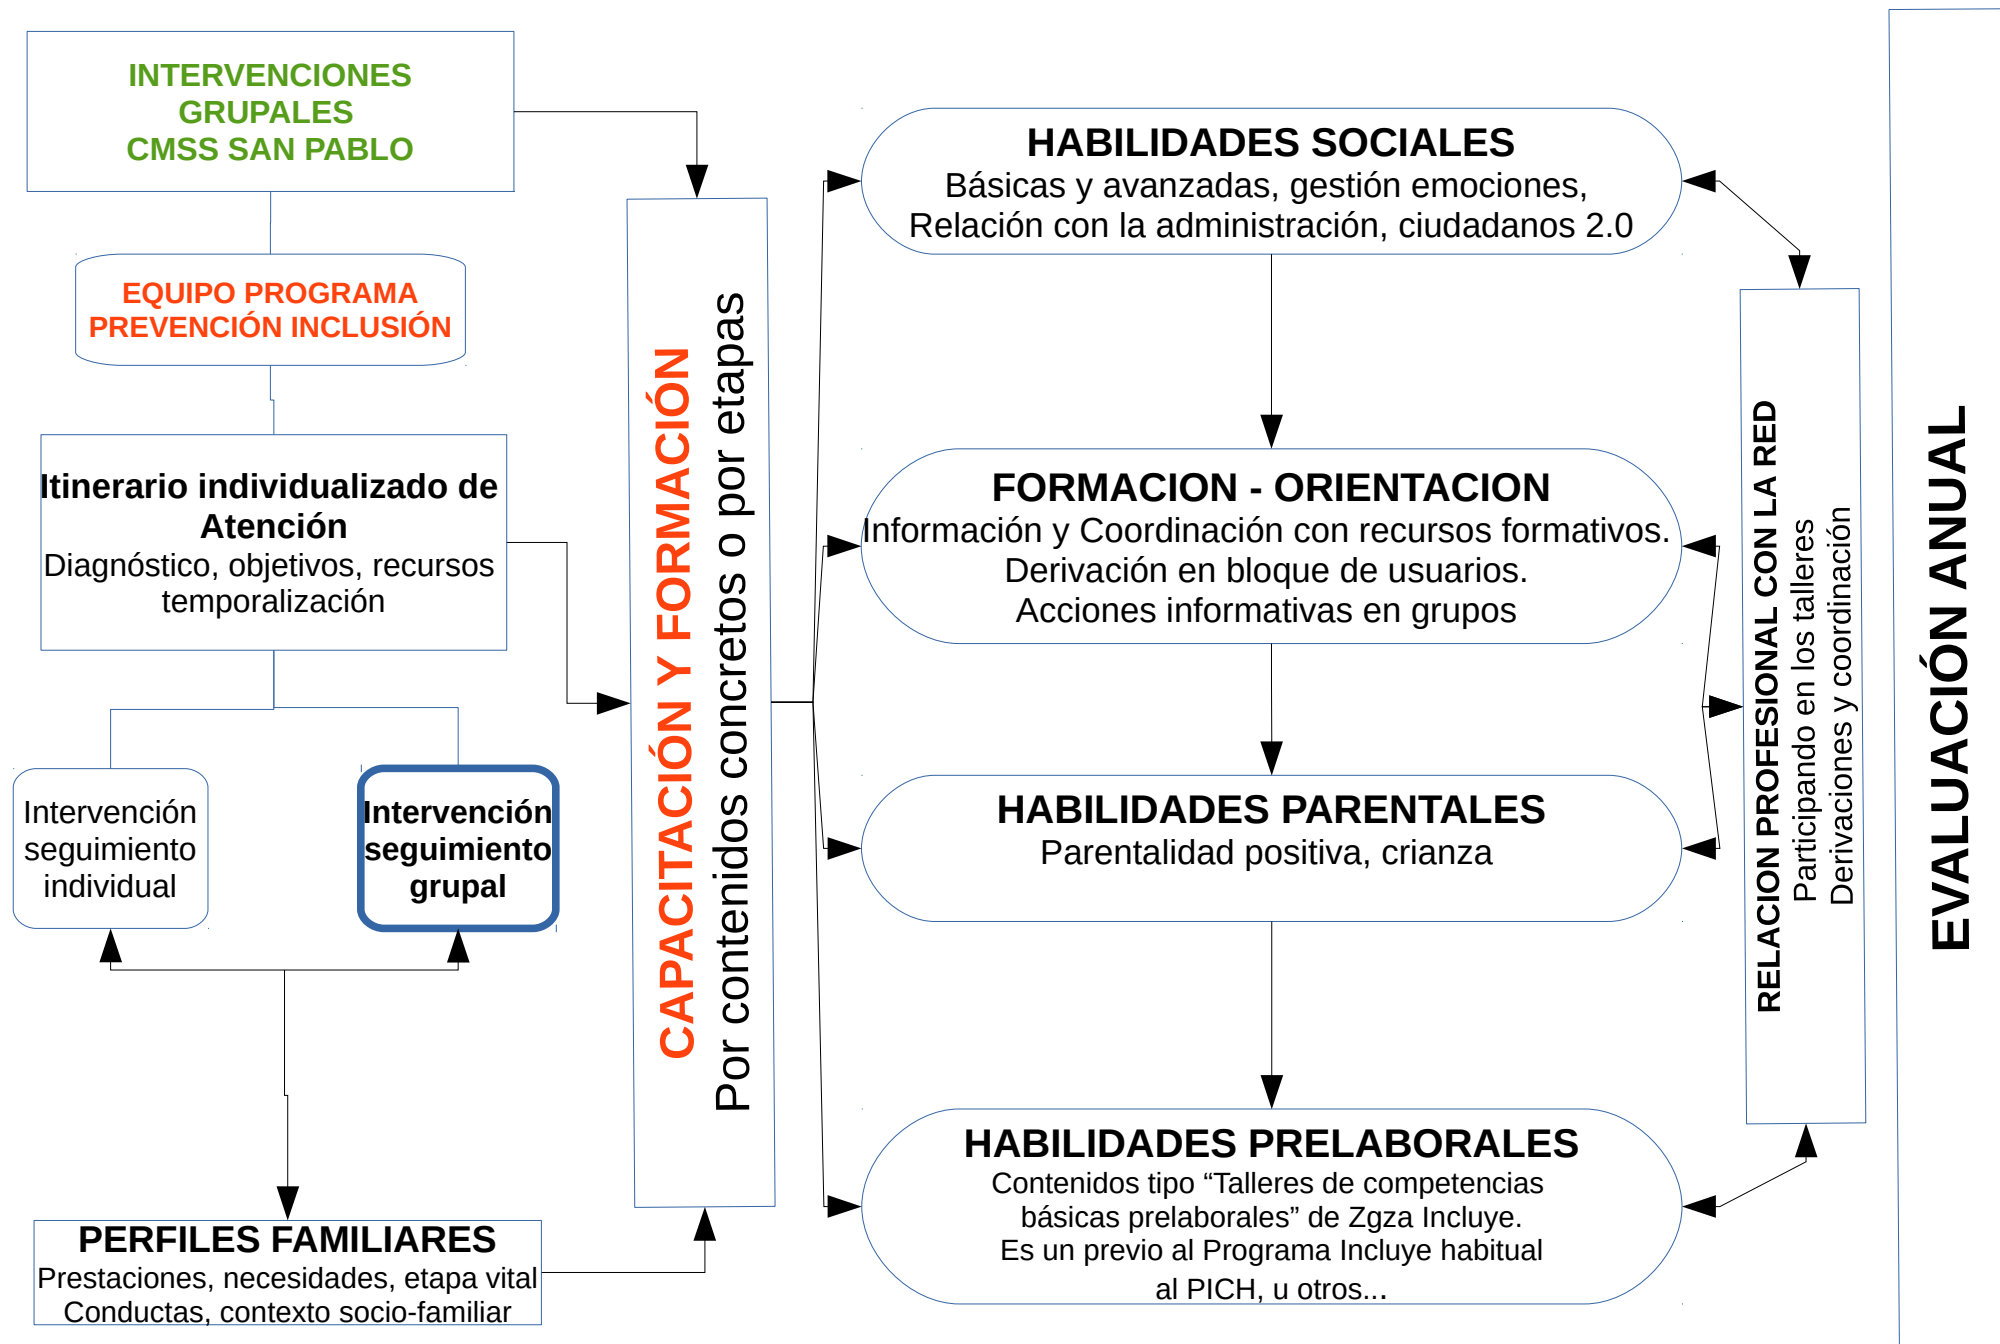 INTERVENCIONES
GRUPALES
CMSS SAN PABLO
EQUIPO PROGRAMA
PREVENCIÓN INCLUSIÓN
Itinerario individualizado de
Atención
Diagnóstico, objetivos, recursos
temporalización
Intervención
seguimiento
individual
Intervención
seguimiento
grupal
PERFILES FAMILIARES
Prestaciones, necesidades, etapa vital
Conductas, contexto socio-familiar
CAPACITACIÓN Y FORMACIÓN
Por contenidos concretos o por etapas
HABILIDADES SOCIALES
Básicas y avanzadas, gestión emociones,
Relación con la administración, ciudadanos 2.0
FORMACION - ORIENTACION
Información y Coordinación con recursos formativos.
Derivación en bloque de usuarios.
Acciones informativas en grupos
HABILIDADES PARENTALES
Parentalidad positiva, crianza
HABILIDADES PRELABORALES
Contenidos tipo “Talleres de competencias
básicas prelaborales” de Zgza Incluye.
Es un previo al Programa Incluye habitual
al PICH, u otros...
RELACION PROFESIONAL CON LA RED
Participando en los talleres
Derivaciones y coordinación
EVALUACIÓN ANUAL